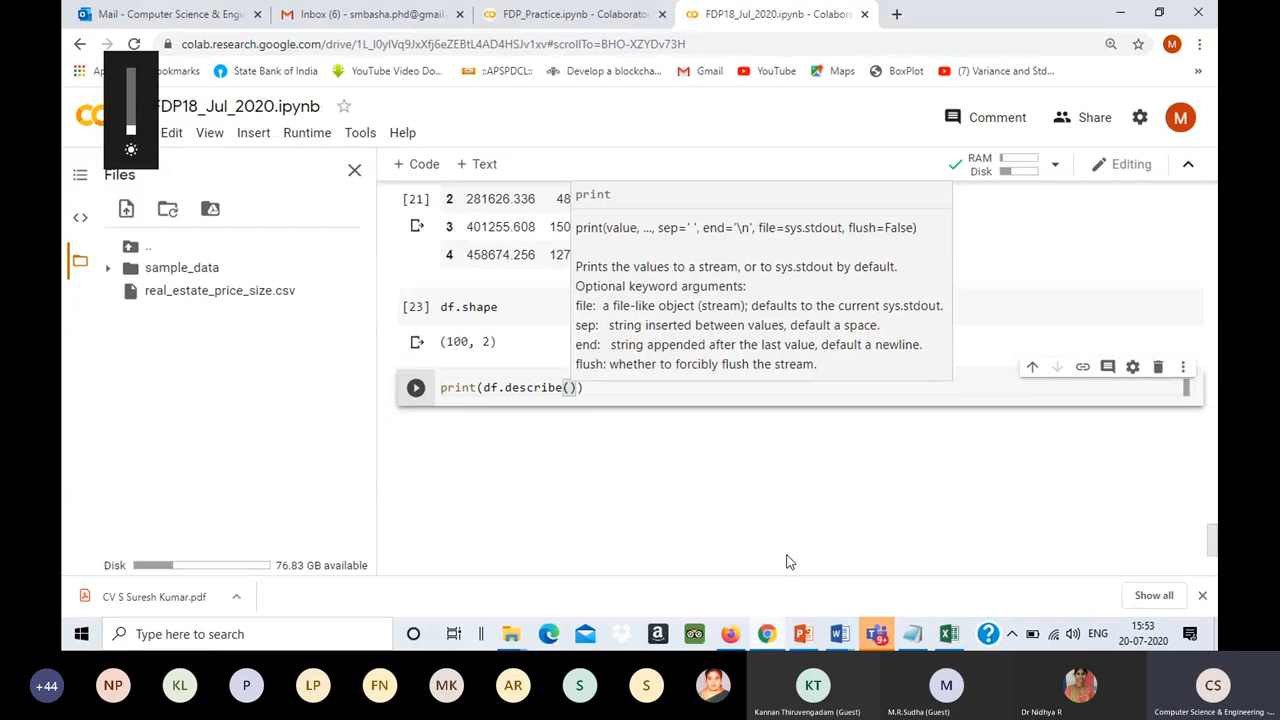 Mail - Computer Science & Engi
Inbox (6) - smbasha.phd@gmail
FDP_Practice.ipynb - Colaborato
FDP18_Jul_2020.ipynb - Colabora
colab.research.google.com/drive/1L_I0ylVq9JxXfj6eZEBtL4AD4HSJv1xv#scrollTo=BHO-XZYDv73H
M
Ap
okmarks
State Bank of India
YouTube Video Do...
::APSPDCL::
Develop a blockcha...
Gmail
YouTube
Maps
BoxPlot
(7) Variance and Std...
»
FDP18_Jul_2020.ipynb
Edit View Insert Runtime Tools Help
Comment
Share
M
Files
+ Code + Text
RAM
Disk
Editing
..
sample_data
real_estate_price_size.csv
[21] 2 281626.336 48
3 401255.608 150
4 458674.256 127
print
print(value, ..., sep=' ', end='\n', file=sys.stdout, flush=False)
Prints the values to a stream, or to sys.stdout by default.
Optional keyword arguments:
file: a file-like object (stream); defaults to the current sys.stdout.
sep: string inserted between values, default a space.
end: string appended after the last value, default a newline.
flush: whether to forcibly flush the stream.
[23] df.shape
(100, 2)
print(df.describe())
Disk
76.83 GB available
CV S Suresh Kumar.pdf
Show all
Type here to search
9+
ENG
15:53
20-07-2020
+44
NP
KL
P
LP
FN
MK
AR
S
S
KT
Kannan Thiruvengadam (Guest)
M
M.R.Sudha (Guest)
Dr Nidhya R
CS
Computer Science & Engineering -...